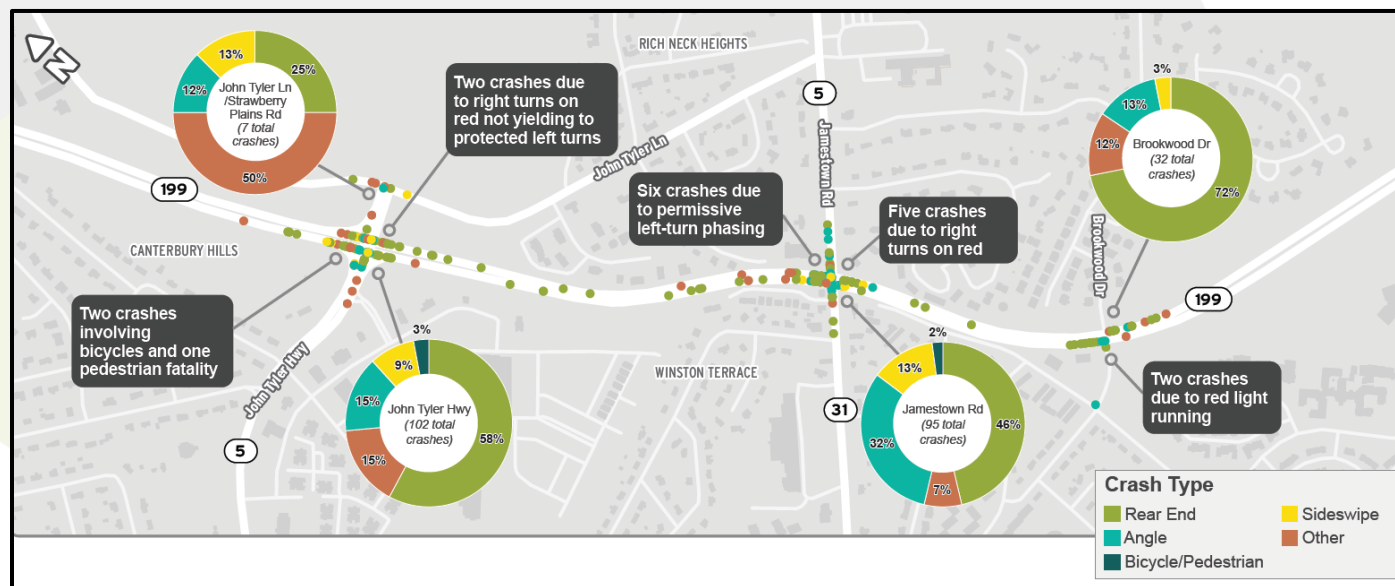 N
13%
25%
12%
50%
John Tyler Ln
/Strawberry
Plains Rd
(7 total
crashes)
Two crashes due
to right turns on
red not yielding to
protected left turns
RICH NECK HEIGHTS
5
Jamestown Rd
John Tyler Ln
199
CANTERBURY HILLS
Six crashes due
to permissive
left-turn phasing
Five crashes
due to right
turns on red
3%
13%
12%
72%
Brookwood Dr
(32 total
crashes)
Brookwood Dr
199
Two crashes
involving
bicycles and one
pedestrian fatality
John Tyler Hwy
5
3%
9%
15%
15%
58%
John Tyler Hwy
(102 total
crashes)
WINSTON TERRACE
31
2%
13%
32%
7%
46%
Jamestown Rd
(95 total
crashes)
Two crashes
due to red light
running
Crash Type
Rear End
Sideswipe
Angle
Other
Bicycle/Pedestrian